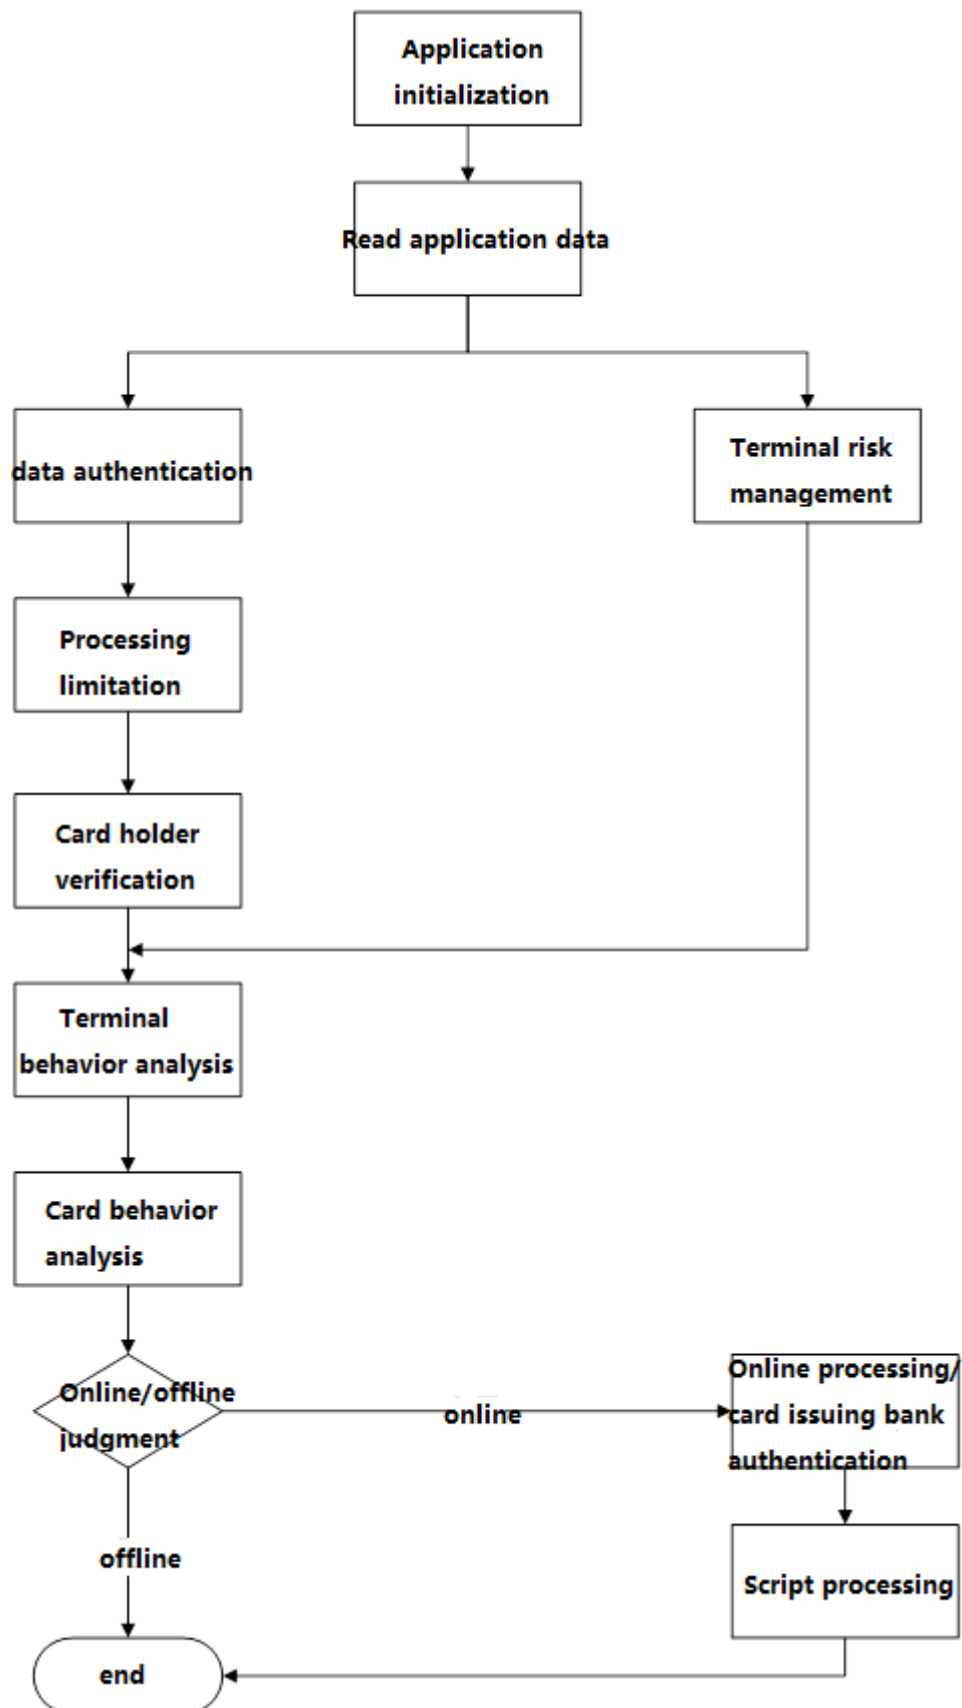 Application
initialization
Read application data
data authentication
Terminal risk
management
Processing
limitation
Card holder
verification
Terminal
behavior analysis
Card behavior
analysis
Online/offline
judgment
online
Online processing/
card issuing bank
authentication
offline
Script processing
end